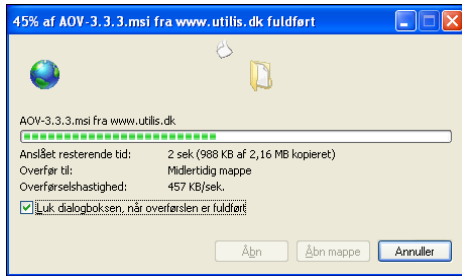 45% af AOV-3.3.3.msi fra www.utilis.dk fuldført
AOV-3.3.3.msi fra www.utilis.dk
Anslået resterende tid: 2 sek (988 KB af 2,16 MB kopieret)
Overfør til: Midlertidig mappe
Overførselshastighed: 457 KB/sek.
Luk dialogboksen, når overførslen er fuldført
Åbn Åbn mappe Annuller